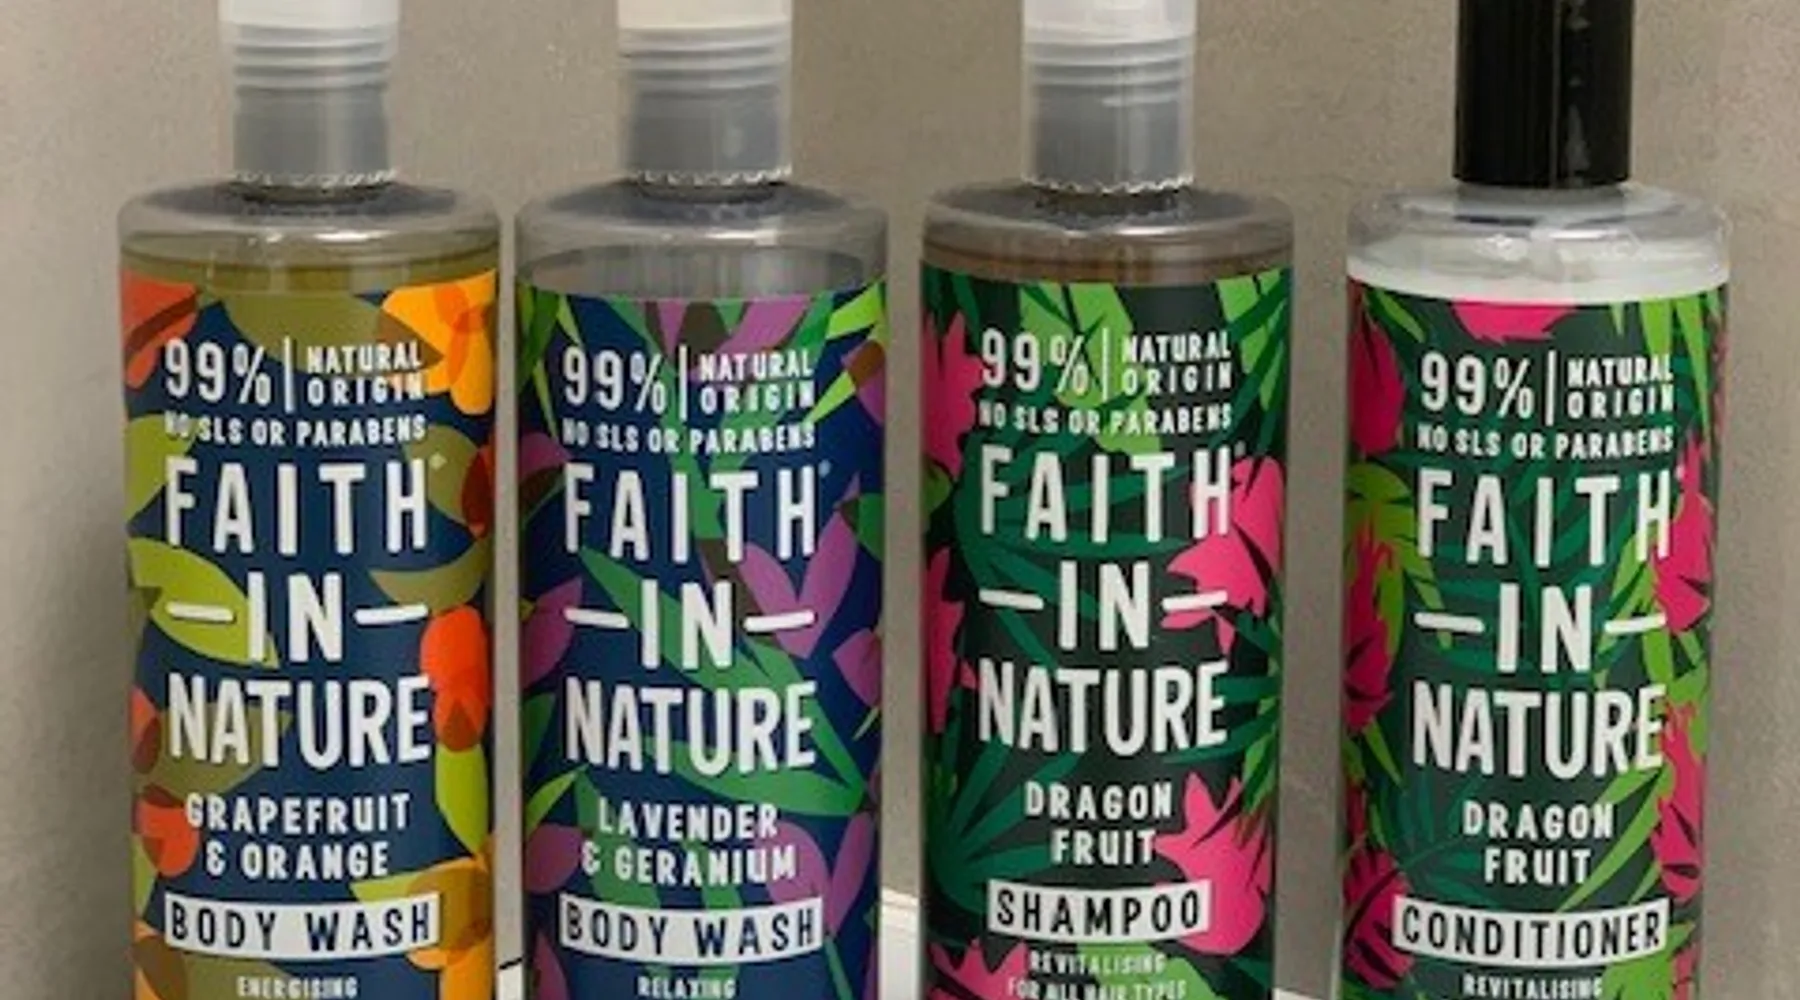 99% | NATURAL ORIGIN
NO SLS OR PARABENS
FAITH
IN
NATURE
GRAPEFRUIT
& ORANGE
BODY WASH
ENERGISING
99% | NATURAL ORIGIN
NO SLS OR PARABENS
FAITH
IN
NATURE
LAVENDER
& GERANIUM
BODY WASH
RELAXING
99% | NATURAL ORIGIN
NO SLS OR PARABENS
FAITH
IN
NATURE
DRAGON
FRUIT
SHAMPOO
REVITALISING
FOR ALL HAIR TYPES
99% | NATURAL ORIGIN
NO SLS OR PARABENS
FAITH
IN
NATURE
DRAGON
FRUIT
CONDITIONER
REVITALISING